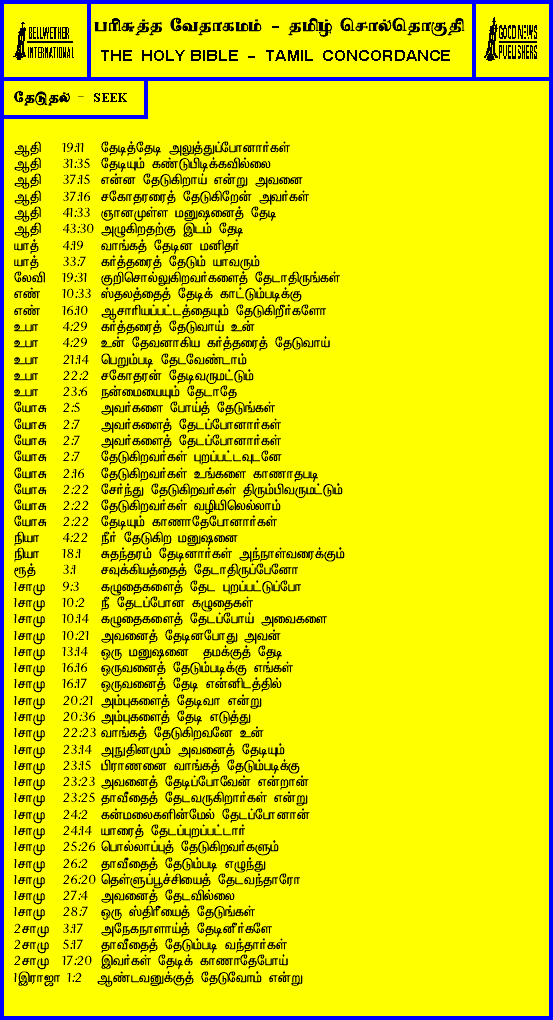 BELLWETHER
INTERNATIONAL
பரிசுத்த வேதாகமம் - தமிழ் சொல்தொகுதி
THE HOLY BIBLE - TAMIL CONCORDANCE
GOOD NEWS
PUBLISHERS
தேடுதல் - SEEK
ஆதி 19:11 தேடித்தேடி அலுத்துப்போனார்கள்
ஆதி 31:35 தேடியும் கண்டுபிடிக்கவில்லை
ஆதி 37:15 என்ன தேடுகிறாய் என்று அவனை
ஆதி 37:16 சகோதரரைத் தேடுகிறேன் அவர்கள்
ஆதி 41:33 ஞானமுள்ள மனுஷனைத் தேடி
ஆதி 43:30 அழுகிறதற்கு இடம் தேடி
யாத் 4:19 வாங்கத் தேடின மனிதர்
யாத் 33:7 கர்த்தரைத் தேடும் யாவரும்
லேவி 19:31 குறிசொல்லுகிறவர்களைத் தேடாதிருங்கள்
எண் 10:33 ஸ்தலத்தைத் தேடிக் காட்டும்படிக்கு
எண் 16:10 ஆசாரியப்பட்டத்தையும் தேடுகிறீர்களோ
உபா 4:29 கர்த்தரைத் தேடுவாய் உன்
உபா 4:29 உன் தேவனாகிய கர்த்தரைத் தேடுவாய்
உபா 21:14 பெறும்படி தேடவேண்டாம்
உபா 22:2 சகோதரன் தேடிவருமட்டும்
உபா 23:6 நன்மையையும் தேடாதே
யோசு 2:5 அவர்களை போய்த் தேடுங்கள்
யோசு 2:7 அவர்களைத் தேடப்போனார்கள்
யோசு 2:7 அவர்களைத் தேடப்போனார்கள்
யோசு 2:7 தேடுகிறவர்கள் புறப்பட்டவுடனே
யோசு 2:16 தேடுகிறவர்கள் உங்களை காணாதபடி
யோசு 2:22 சேர்ந்து தேடுகிறவர்கள் திரும்பிவருமட்டும்
யோசு 2:22 தேடுகிறவர்கள் வழியிலெல்லாம்
யோசு 2:22 தேடியும் காணாதேபோனார்கள்
நியா 4:22 நீர் தேடுகிற மனுஷனை
நியா 18:1 சுதந்தரம் தேடினார்கள் அந்நாள்வரைக்கும்
ரூத் 3:1 சவுக்கியத்தைத் தேடாதிருப்பேனோ
1சாமு 9:3 கழுதைகளைத் தேட புறப்பட்டுப்போ
1சாமு 10:2 நீ தேடப்போன கழுதைகள்
1சாமு 10:14 கழுதைகளைத் தேடப்போய் அவைகளை
1சாமு 10:21 அவனைத் தேடினபோது அவன்
1சாமு 13:14 ஒரு மனுஷனை தமக்குத் தேடி
1சாமு 16:16 ஒருவனைத் தேடும்படிக்கு எங்கள்
1சாமு 16:17 ஒருவனைத் தேடி என்னிடத்தில்
1சாமு 20:21 அம்புகளைத் தேடிவா என்று
1சாமு 20:36 அம்புகளைத் தேடி எடுத்து
1சாமு 22:23 வாங்கத் தேடுகிறவனே உன்
1சாமு 23:14 அநுதினமும் அவனைத் தேடியும்
1சாமு 23:15 பிராணனை வாங்கத் தேடும்படிக்கு
1சாமு 23:23 அவனைத் தேடிப்போவேன் என்றான்
1சாமு 23:25 தாவீதைத் தேடவருகிறார்கள் என்று
1சாமு 24:2 கன்மலைகளின்மேல் தேடப்போனான்
1சாமு 24:14 யாரைத் தேடப்புறப்பட்டார்
1சாமு 25:26 பொல்லாப்புத் தேடுகிறவர்களும்
1சாமு 26:2 தாவீதைத் தேடும்படி எழுந்து
1சாமு 26:20 தெள்ளுப்பூச்சியைத் தேடவந்தாரோ
1சாமு 27:4 அவனைத் தேடவில்லை
1சாமு 28:7 ஒரு ஸ்திரீயைத் தேடுங்கள்
2சாமு 3:17 அநேகநாளாய்த் தேடினீர்களே
2சாமு 5:17 தாவீதைத் தேடும்படி வந்தார்கள்
2சாமு 17:20 இவர்கள் தேடிக் காணாதேபோய்
1இராஜா 1:2 ஆண்டவனுக்குத் தேடுவோம் என்று